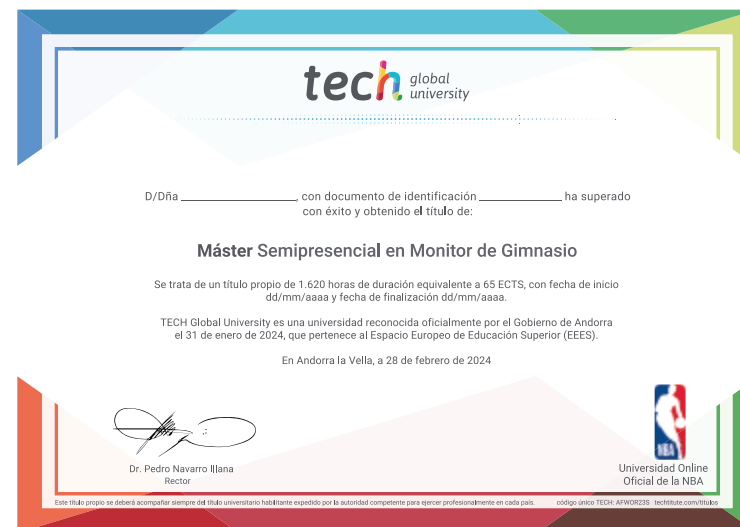 tech global university
D/Dña ____________, con documento de identificación ____________ ha superado
con éxito y obtenido el título de:
Máster Semipresencial en Monitor de Gimnasio
Se trata de un título propio de 1.620 horas de duración equivalente a 65 ECTS, con fecha de inicio
dd/mm/aaaa y fecha de finalización dd/mm/aaaa.
TECH Global University es una universidad reconocida oficialmente por el Gobierno de Andorra
el 31 de enero de 2024, que pertenece al Espacio Europeo de Educación Superior (EEES).
En Andorra la Vella, a 28 de febrero de 2024
Dr. Pedro Navarro Illana
Rector
NBA
Universidad Online
Oficial de la NBA
Este título propio se deberá acompañar siempre del título universitario habilitante expedido por la autoridad competente para ejercer profesionalmente en cada país. código único TECH: AFWOR23S techtitute.com/titulos